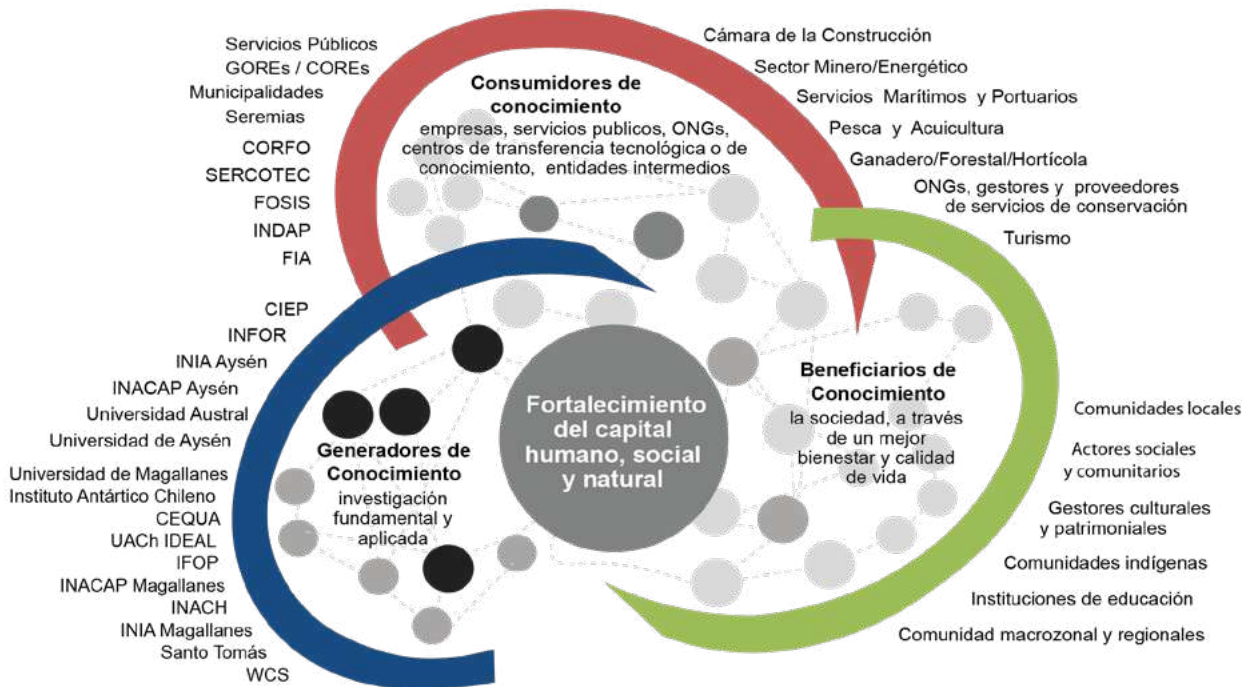 Servicios Públicos
GOREs / COREs
Municipalidades
Seremias
CORFO
SERCOTEC
FOSIS
INDAP
FIA
CIEP
INFOR
INIA Aysén
INACAP Aysén
Universidad Austral
Universidad de Aysén
Universidad de Magallanes
Instituto Antártico Chileno
CEQUA
UACh IDEAL
IFOP
INACAP Magallanes
INACH
INIA Magallanes
Santo Tomás
WCS
Consumidores de
conocimiento
empresas, servicios publicos, ONGs,
centros de transferencia tecnológica o de
conocimiento, entidades intermedios
Generadores de
Conocimiento
investigación
fundamental y
aplicada
Fortalecimiento
del capital
humano, social
y natural
Beneficiarios de
Conocimiento
la sociedad, a través
de un mejor
bienestar y calidad
de vida
Cámara de la Construcción
Sector Minero/Energético
Servicios Marítimos y Portuarios
Pesca y Acuicultura
Ganadero/Forestal/Hortícola
ONGs, gestores y proveedores
de servicios de conservación
Turismo
Comunidades locales
Actores sociales
y comunitarios
Gestores culturales
y patrimoniales
Comunidades indígenas
Instituciones de educación
Comunidad macrozonal y regionales